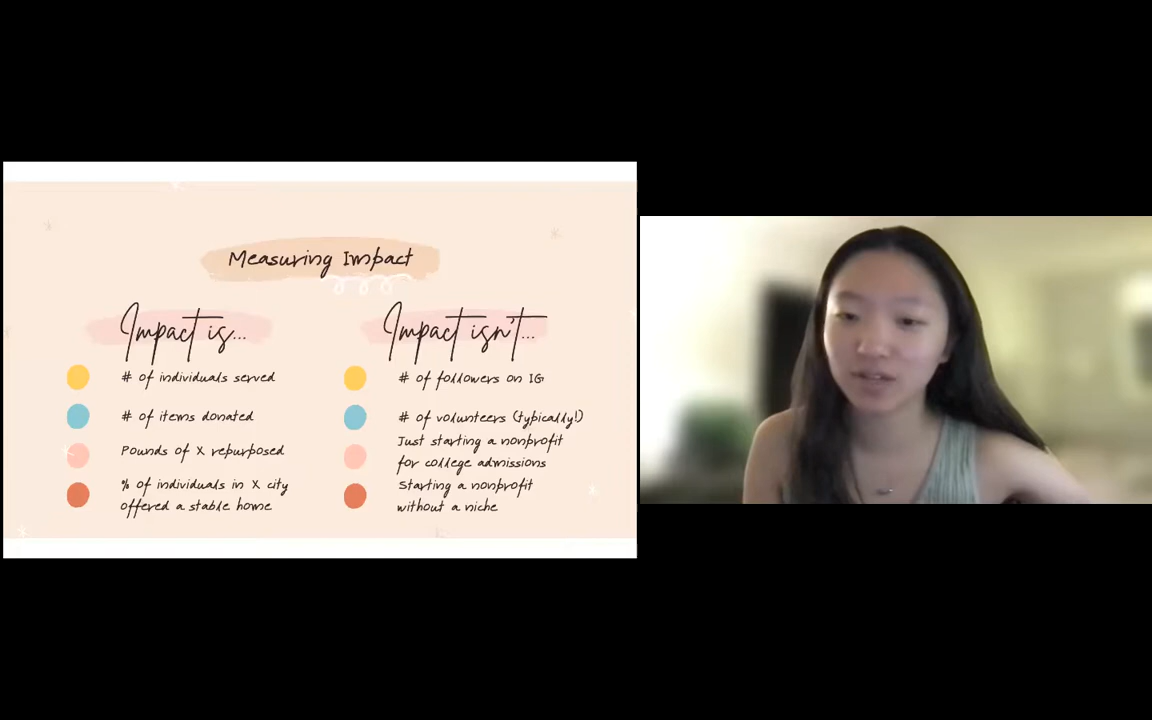 Measuring Impact
Impact is...
# of individuals served
# of items donated
Pounds of X repurposed
% of individuals in X city
offered a stable home
Impact isn't...
# of followers on IG
# of volunteers (typically!)
Just starting a nonprofit
for college admissions
Starting a nonprofit
without a niche